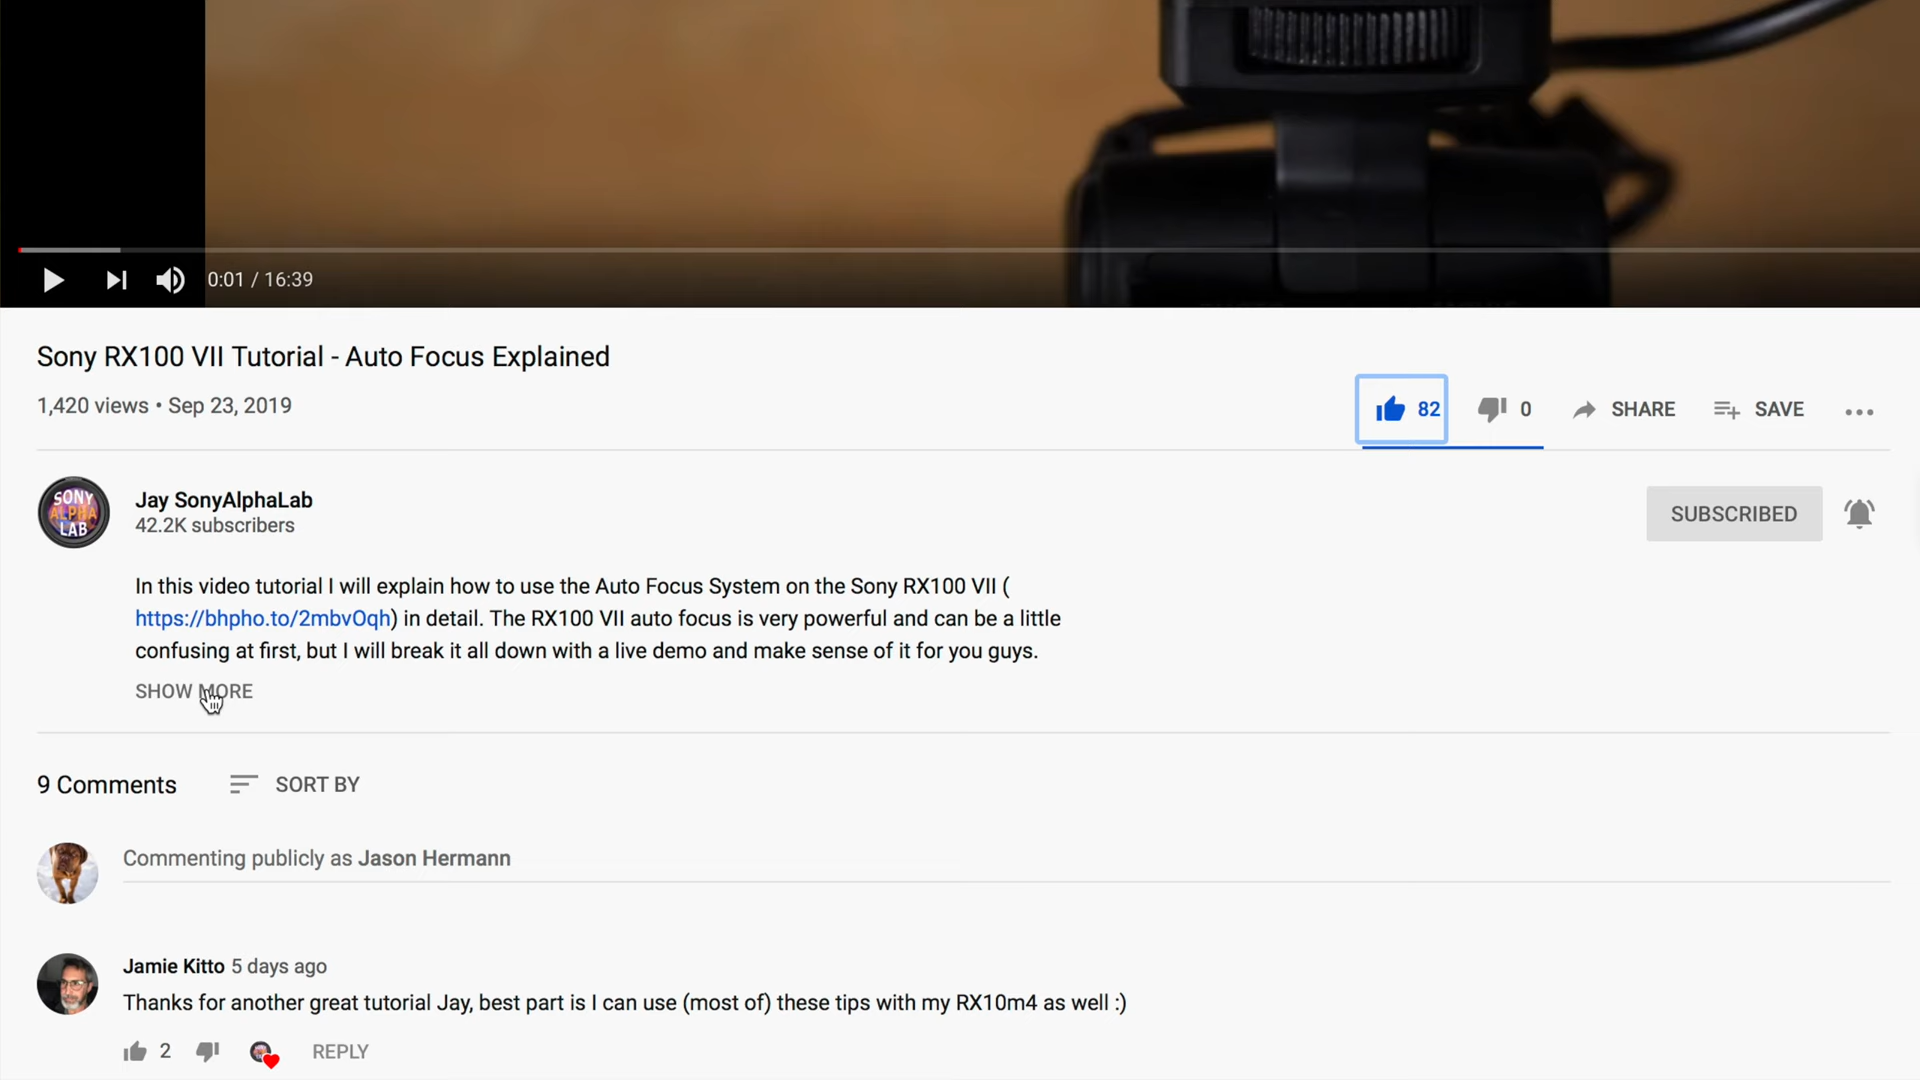 0:01 / 16:39
Sony RX100 VII Tutorial - Auto Focus Explained
1,420 views • Sep 23, 2019
82 0 SHARE SAVE
SONY
ALPHA
LAB
Jay SonyAlphaLab
42.2K subscribers
SUBSCRIBED
In this video tutorial I will explain how to use the Auto Focus System on the Sony RX100 VII (
https://bhpho.to/2mbvOqh) in detail. The RX100 VII auto focus is very powerful and can be a little
confusing at first, but I will break it all down with a live demo and make sense of it for you guys.
SHOW MORE
9 Comments SORT BY
Commenting publicly as Jason Hermann
Jamie Kitto 5 days ago
Thanks for another great tutorial Jay, best part is I can use (most of) these tips with my RX10m4 as well :)
2 REPLY